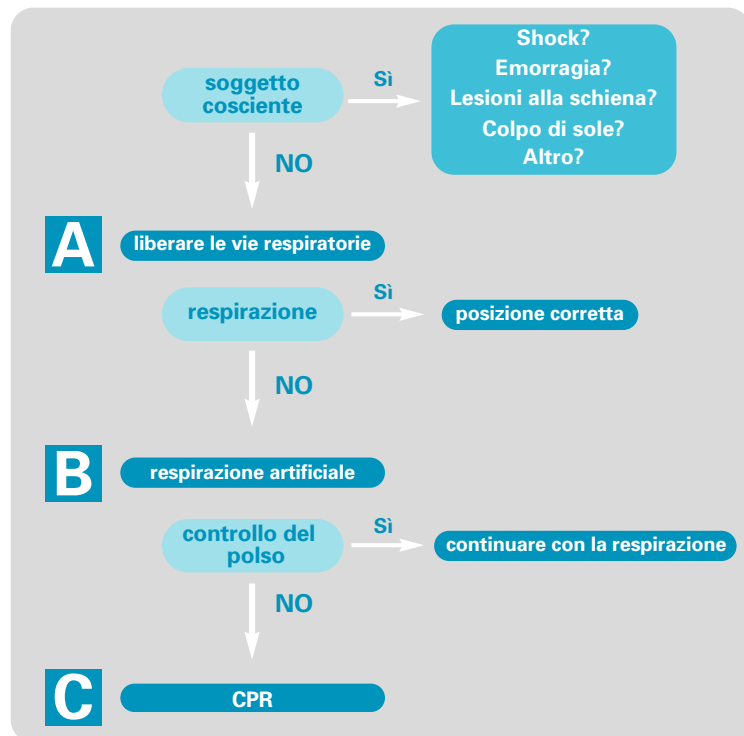 soggetto
cosciente
Sì
Shock?
Emorragia?
Lesioni alla schiena?
Colpo di sole?
Altro?
NO
A
liberare le vie respiratorie
respirazione
Sì
posizione corretta
NO
B
respirazione artificiale
controllo del
polso
Sì
continuare con la respirazione
NO
C
CPR